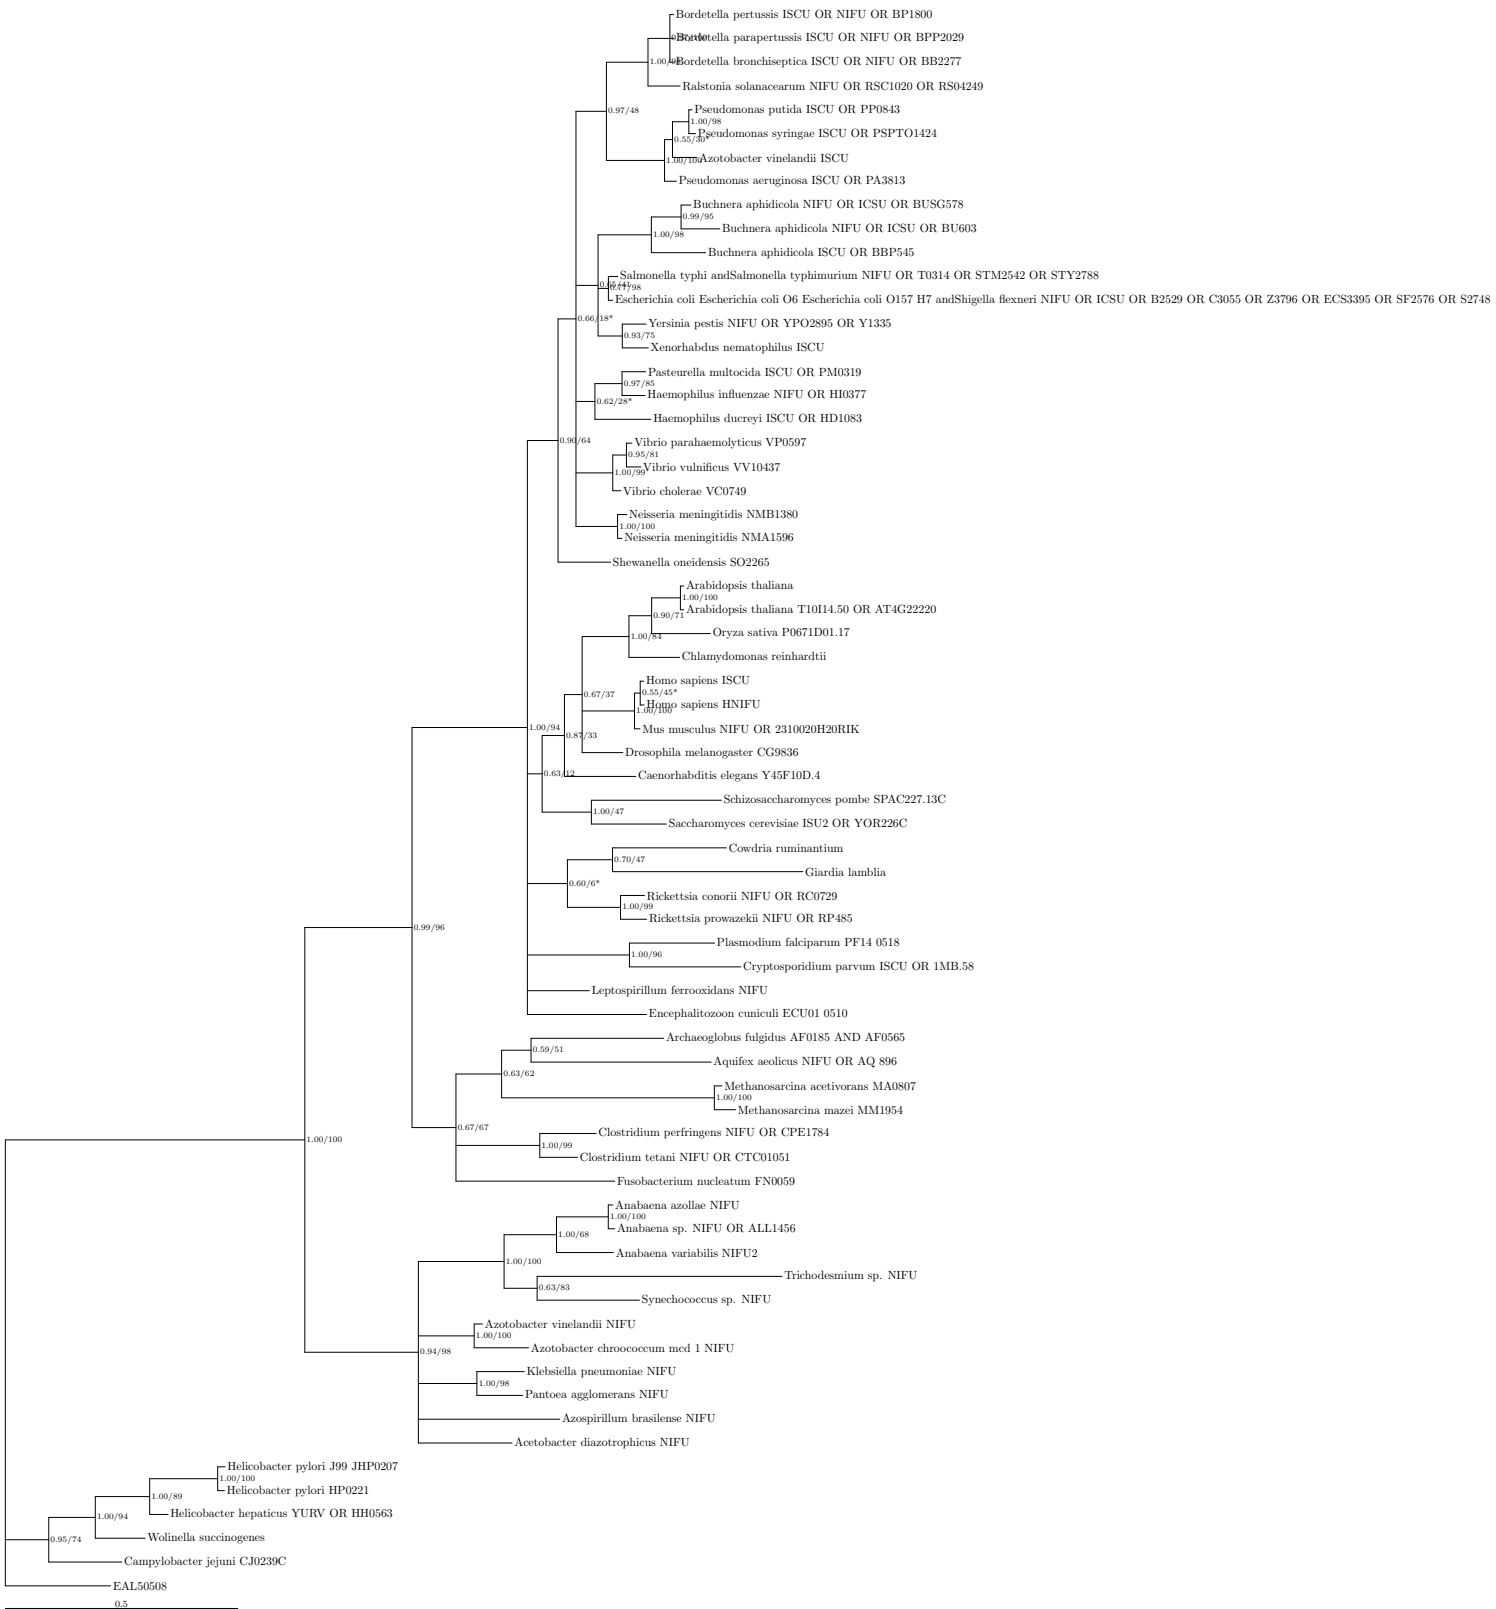 Bordetella pertussis ISCU OR NIFU OR BP1800
Bordetella parapertussis ISCU OR NIFU OR BPP2029
Bordetella bronchiseptica ISCU OR NIFU OR BB2277
Ralstonia solanacearum NIFU OR RSC1020 OR RS04249
0.97/48
Pseudomonas putida ISCU OR PP0843
1.00/98
Pseudomonas syringae ISCU OR PSPTO1424
0.55/30*
Azotobacter vinelandii ISCU
1.00/100
Pseudomonas aeruginosa ISCU OR PA3813
Buchnera aphidicola NIFU OR ICSU OR BUSG578
0.99/95
Buchnera aphidicola NIFU OR ICSU OR BU603
1.00/98
Buchnera aphidicola ISCU OR BBP545
Salmonella typhi andSalmonella typhimurium NIFU OR T0314 OR STM2542 OR STY2788
Escherichia coli Escherichia coli O6 Escherichia coli O157 H7 andShigella flexneri NIFU OR ICSU OR B2529 OR C3055 OR Z3796 OR ECS3395 OR SF2576 OR S2748
0.66/18*
Yersinia pestis NIFU OR YPO2895 OR Y1335
0.93/75
Xenorhabdus nematophilus ISCU
Pasteurella multocida ISCU OR PM0319
0.97/85
Haemophilus influenzae NIFU OR HI0377
0.62/28*
Haemophilus ducreyi ISCU OR HD1083
0.90/64
Vibrio parahaemolyticus VP0597
0.95/81
Vibrio vulnificus VV10437
1.00/99
Vibrio cholerae VC0749
Neisseria meningitidis NMB1380
1.00/100
Neisseria meningitidis NMA1596
Shewanella oneidensis SO2265
Arabidopsis thaliana
1.00/100
Arabidopsis thaliana T10I14.50 OR AT4G22220
0.90/71
Oryza sativa P0671D01.17
1.00/84
Chlamydomonas reinhardtii
Homo sapiens ISCU
0.67/37
0.55/45*
Homo sapiens HNIFU
1.00/100
Mus musculus NIFU OR 2310020H20RIK
1.00/94
0.87/33
Drosophila melanogaster CG9836
0.63/12
Caenorhabditis elegans Y45F10D.4
Schizosaccharomyces pombe SPAC227.13C
1.00/47
Saccharomyces cerevisiae ISU2 OR YOR226C
Cowdria ruminantium
0.70/47
Giardia lamblia
0.60/6*
Rickettsia conorii NIFU OR RC0729
1.00/99
Rickettsia prowazekii NIFU OR RP485
0.99/96
Plasmodium falciparum PF14 0518
1.00/96
Cryptosporidium parvum ISCU OR 1MB.58
Leptospirillum ferrooxidans NIFU
Encephalitozoon cuniculi ECU01 0510
Archaeoglobus fulgidus AF0185 AND AF0565
0.59/51
Aquifex aeolicus NIFU OR AQ 896
0.63/62
Methanosarcina acetivorans MA0807
1.00/100
Methanosarcina mazei MM1954
0.67/67
Clostridium perfringens NIFU OR CPE1784
1.00/100
1.00/99
Clostridium tetani NIFU OR CTC01051
Fusobacterium nucleatum FN0059
Anabaena azollae NIFU
1.00/100
Anabaena sp. NIFU OR ALL1456
1.00/68
Anabaena variabilis NIFU2
1.00/100
Trichodesmium sp. NIFU
0.63/83
Synechococcus sp. NIFU
Azotobacter vinelandii NIFU
1.00/100
Azotobacter chroococcum mcd 1 NIFU
0.94/98
Klebsiella pneumoniae NIFU
1.00/98
Pantoea agglomerans NIFU
Azospirillum brasilense NIFU
Acetobacter diazotrophicus NIFU
Helicobacter pylori J99 JHP0207
1.00/100
Helicobacter pylori HP0221
1.00/89
Helicobacter hepaticus YURV OR HH0563
1.00/94
Wolinella succinogenes
0.95/74
Campylobacter jejuni CJ0239C
EAL50508
0.5